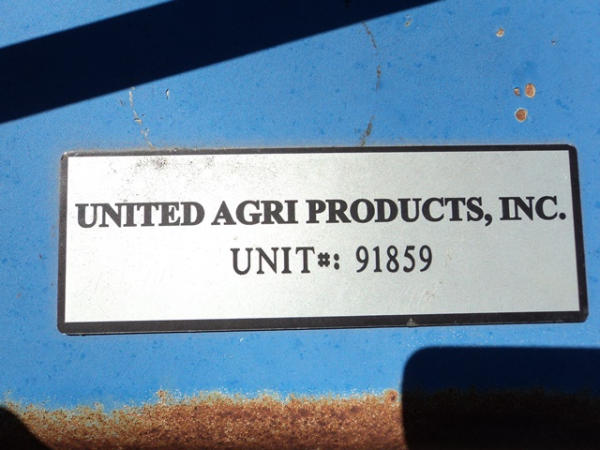 UNITED AGRI PRODUCTS, INC.
UNIT#: 91859